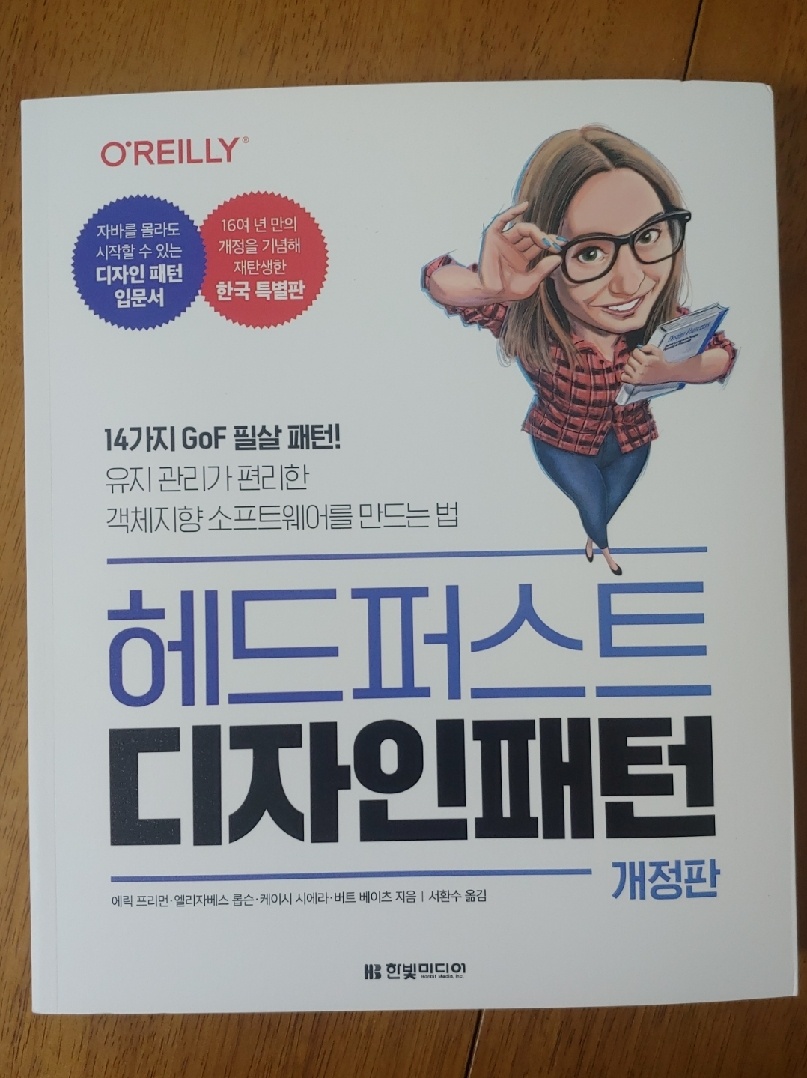 O'REILLY®
자바를 몰라도
시작할 수 있는
디자인 패턴
입문서
16여 년 만의
개정을 기념해
재탄생한
한국 특별판
14가지 GoF 필살 패턴!
유지 관리가 편리한
객체지향 소프트웨어를 만드는 법
헤드퍼스트
디자인패턴
개정판
에릭 프리먼·엘리자베스 롭슨·케이시 시에라·버트 베이츠 지음 | 서환수 옮김
HB 한빛미디어
Hanbit Media, Inc.